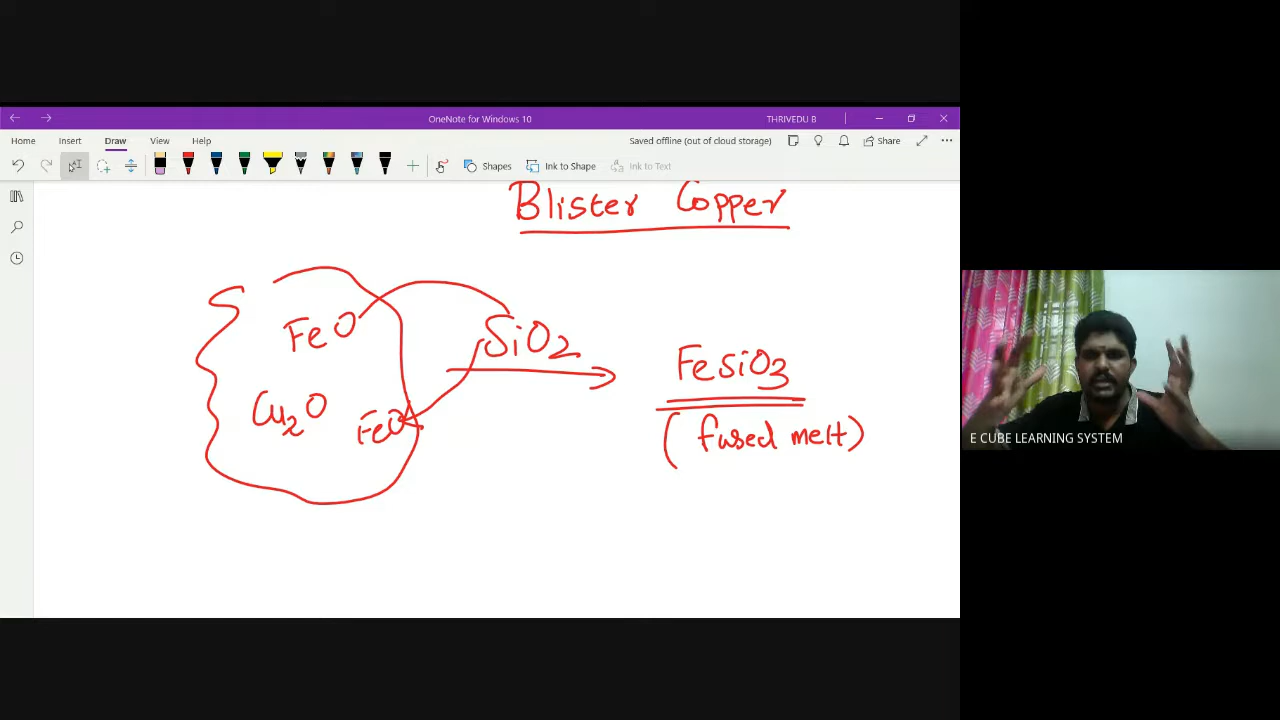 OneNote for Windows 10
THRIVEDU B
Home Insert Draw View Help
Saved offline (out of cloud storage)
Share
Shapes
Ink to Shape
Ink to Text
Blister Copper
FeO
SiO2
FeSiO3
Cu2O
FeO
(fused melt)
E CUBE LEARNING SYSTEM